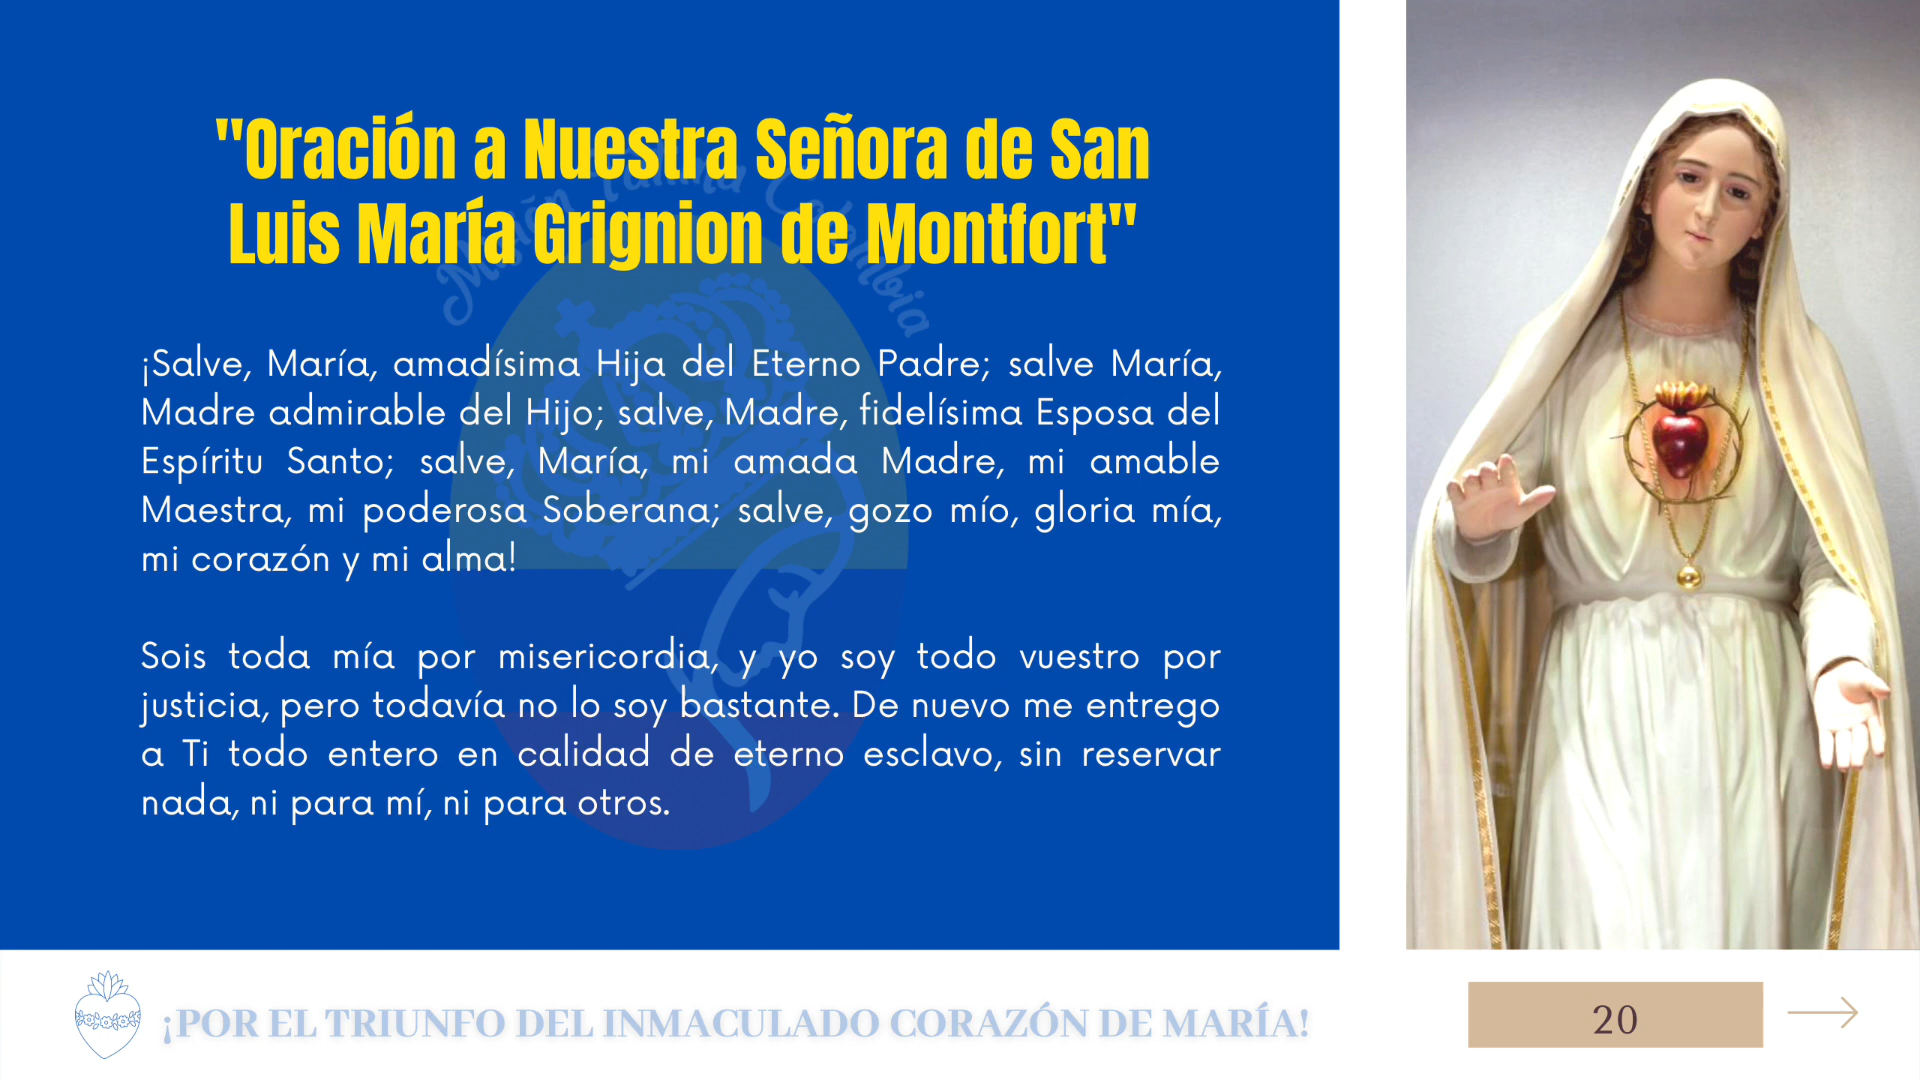 "Oración a Nuestra Señora de San
Luis María Grignion de Montfort"
Misión Fátima Colombia
¡Salve, María, amadísima Hija del Eterno Padre; salve María,
Madre admirable del Hijo; salve, Madre, fidelísima Esposa del
Espíritu Santo; salve, María, mi amada Madre, mi amable
Maestra, mi poderosa Soberana; salve, gozo mío, gloria mía,
mi corazón y mi alma!
Sois toda mía por misericordia, y yo soy todo vuestro por
justicia, pero todavía no lo soy bastante. De nuevo me entrego
a Ti todo entero en calidad de eterno esclavo, sin reservar
nada, ni para mí, ni para otros.
¡POR EL TRIUNFO DEL INMACULADO CORAZÓN DE MARÍA!
20